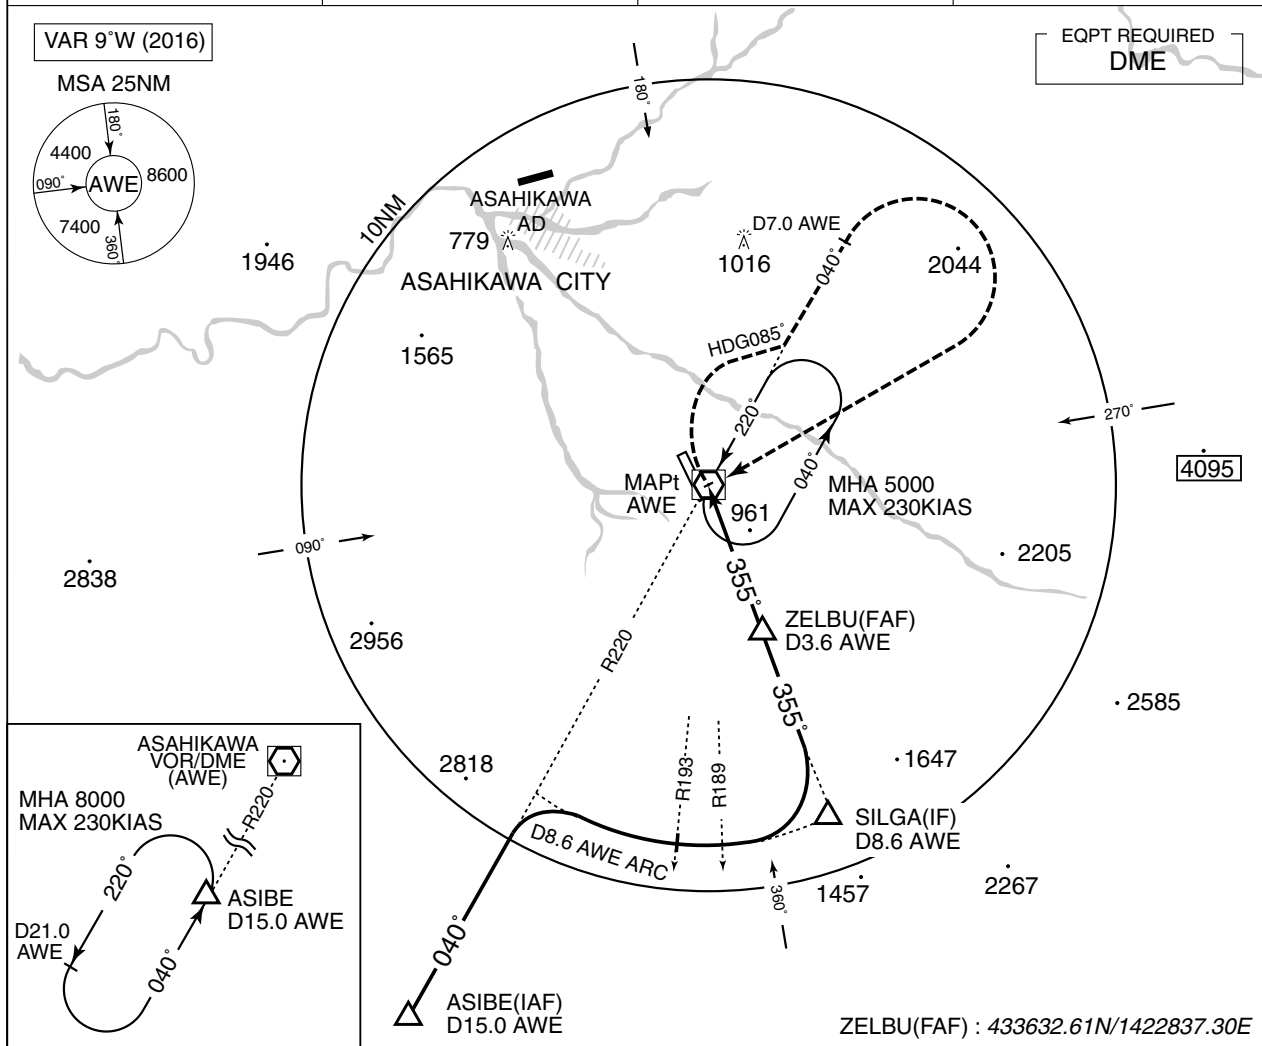 VAR 9°W (2016)
MSA 25NM
180°
4400
8600
090°
AWE
7400
360°
EQPT REQUIRED
DME
180°
10NM
ASAHIKAWA
AD
779
ASAHIKAWA CITY
1946
1565
D7.0 AWE
1016
040°
2044
HDG085°
220°
040°
270°
4095
MAPt
AWE
961
MHA 5000
MAX 230KIAS
090°
2838
2956
2205
355°
ZELBU(FAF)
D3.6 AWE
R220
355°
2585
2818
R193
R189
1647
SILGA(IF)
D8.6 AWE
D8.6 AWE ARC
360°
1457
2267
040°
ASIBE(IAF)
D15.0 AWE
ASAHIKAWA
VOR/DME
(AWE)
MHA 8000
MAX 230KIAS
R220
220°
ASIBE
D15.0 AWE
D21.0
AWE
040°
ZELBU(FAF) : 433632.61N/1422837.30E